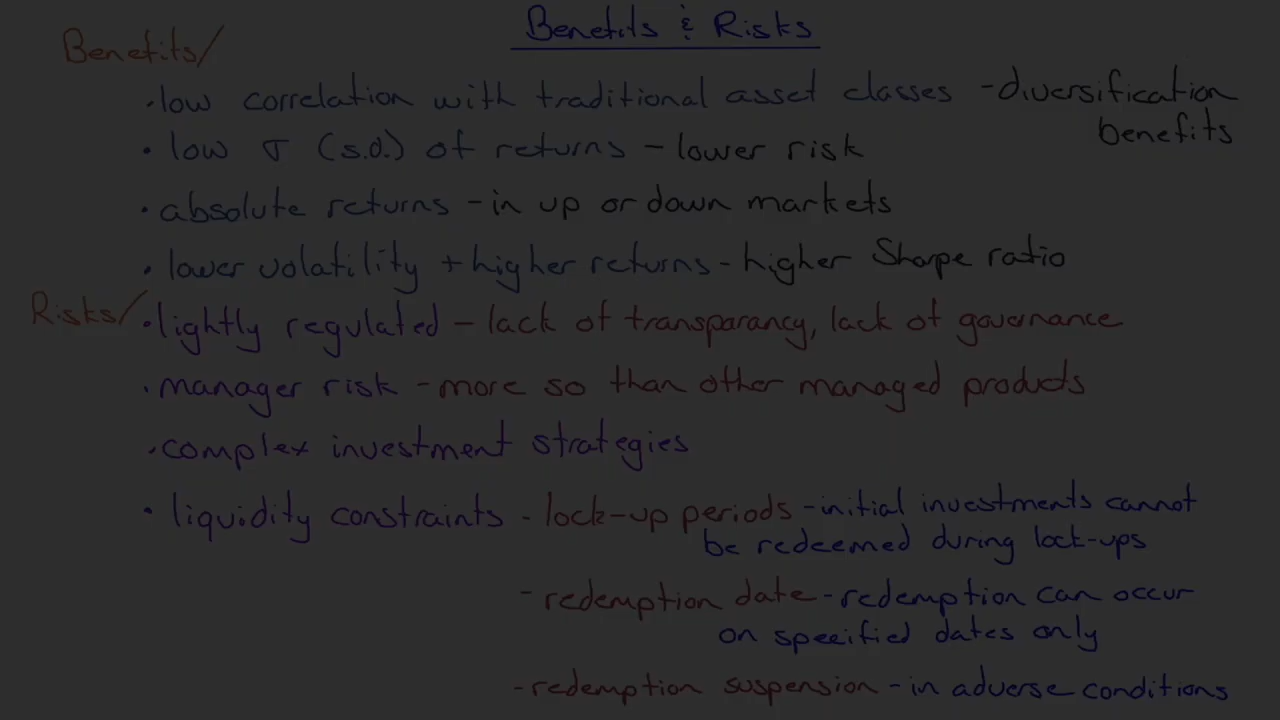 Benefits & Risks
Benefits/
· low correlation with traditional asset classes - diversification
benefits
· low σ (s.d.) of returns - lower risk
· absolute returns - in up or down markets
· lower volatility + higher returns - higher Sharpe ratio
Risks/ · lightly regulated - lack of transparancy, lack of governance
· manager risk - more so than other managed products
· complex investment strategies
· liquidity constraints - lock-up periods - initial investments cannot
be redeemed during lock-ups
- redemption date - redemption can occur
on specified dates only
- redemption suspension - in adverse conditions